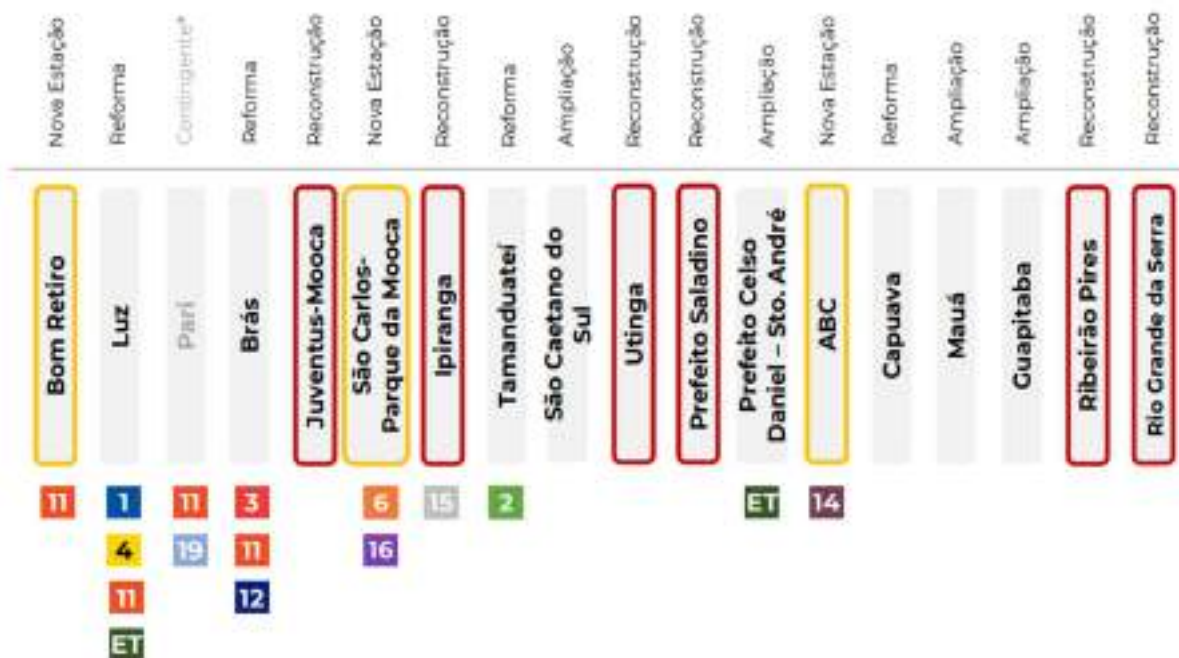 Nova Estação
Reforma
Contingente*
Reforma
Reconstrução
Nova Estação
Reconstrução
Reforma
Ampliação
Reconstrução
Reconstrução
Ampliação
Nova Estação
Reforma
Ampliação
Ampliação
Reconstrução
Reconstrução
Bom Retiro
Luz
Pari
Brás
Juventus-Mooca
São Carlos-
Parque da Mooca
Ipiranga
Tamanduateí
São Caetano do
Sul
Utinga
Prefeito Saladino
Prefeito Celso
Daniel – Sto. André
ABC
Capuava
Mauá
Guapitaba
Ribeirão Pires
Rio Grande da Serra
11 1 11 3 6 15 2 ET 14
4 19 11 16
11 12
ET